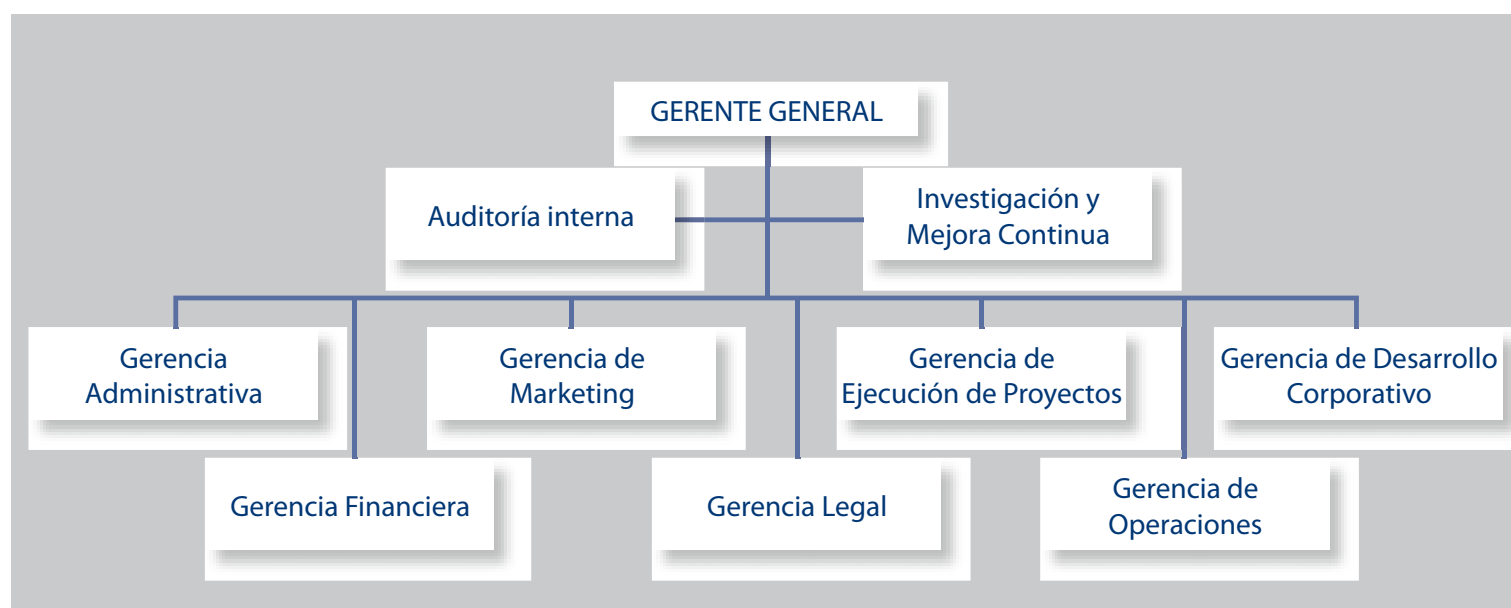 GERENTE GENERAL
Auditoría interna
Investigación y
Mejora Continua
Gerencia
Administrativa
Gerencia de
Marketing
Gerencia de
Ejecución de Proyectos
Gerencia de Desarrollo
Corporativo
Gerencia Financiera
Gerencia Legal
Gerencia de
Operaciones